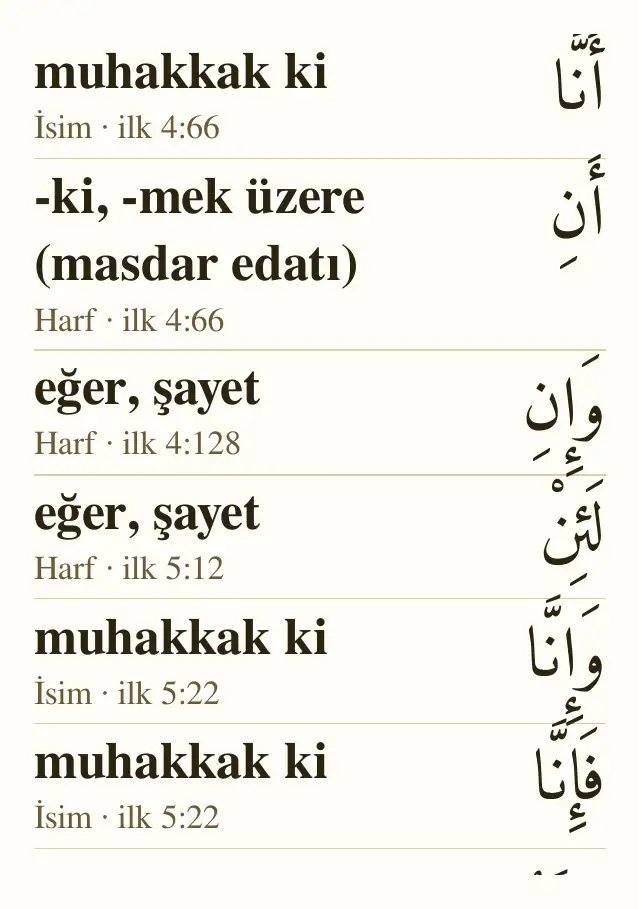 muhakkak ki أَنَّا
İsim · ilk 4:66
-ki, -mek üzere أَنِ
(masdar edatı)
Harf · ilk 4:66
eğer, şayet وَإِنِ
Harf · ilk 4:128
eğer, şayet لَئِنْ
Harf · ilk 5:12
muhakkak ki وَإِنَّا
İsim · ilk 5:22
muhakkak ki فَإِنَّا
İsim · ilk 5:22